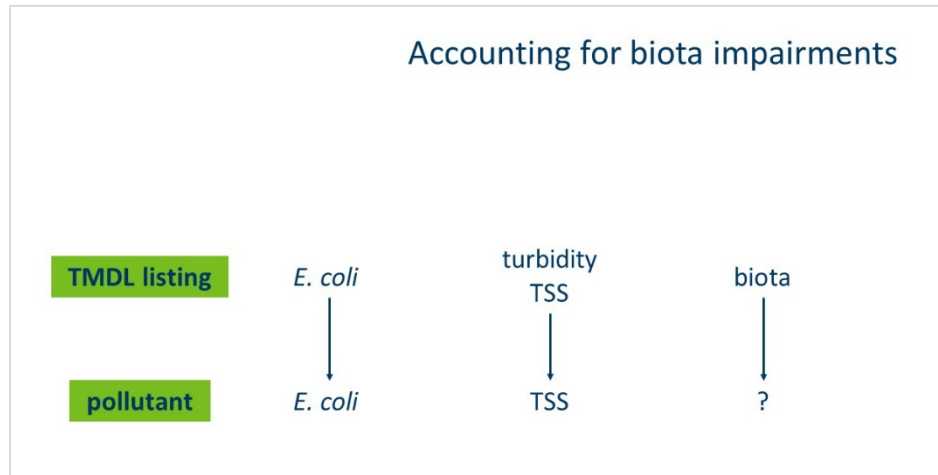 Accounting for biota impairments
TMDL listing
E. coli
turbidity
TSS
biota
pollutant
E. coli
TSS
?